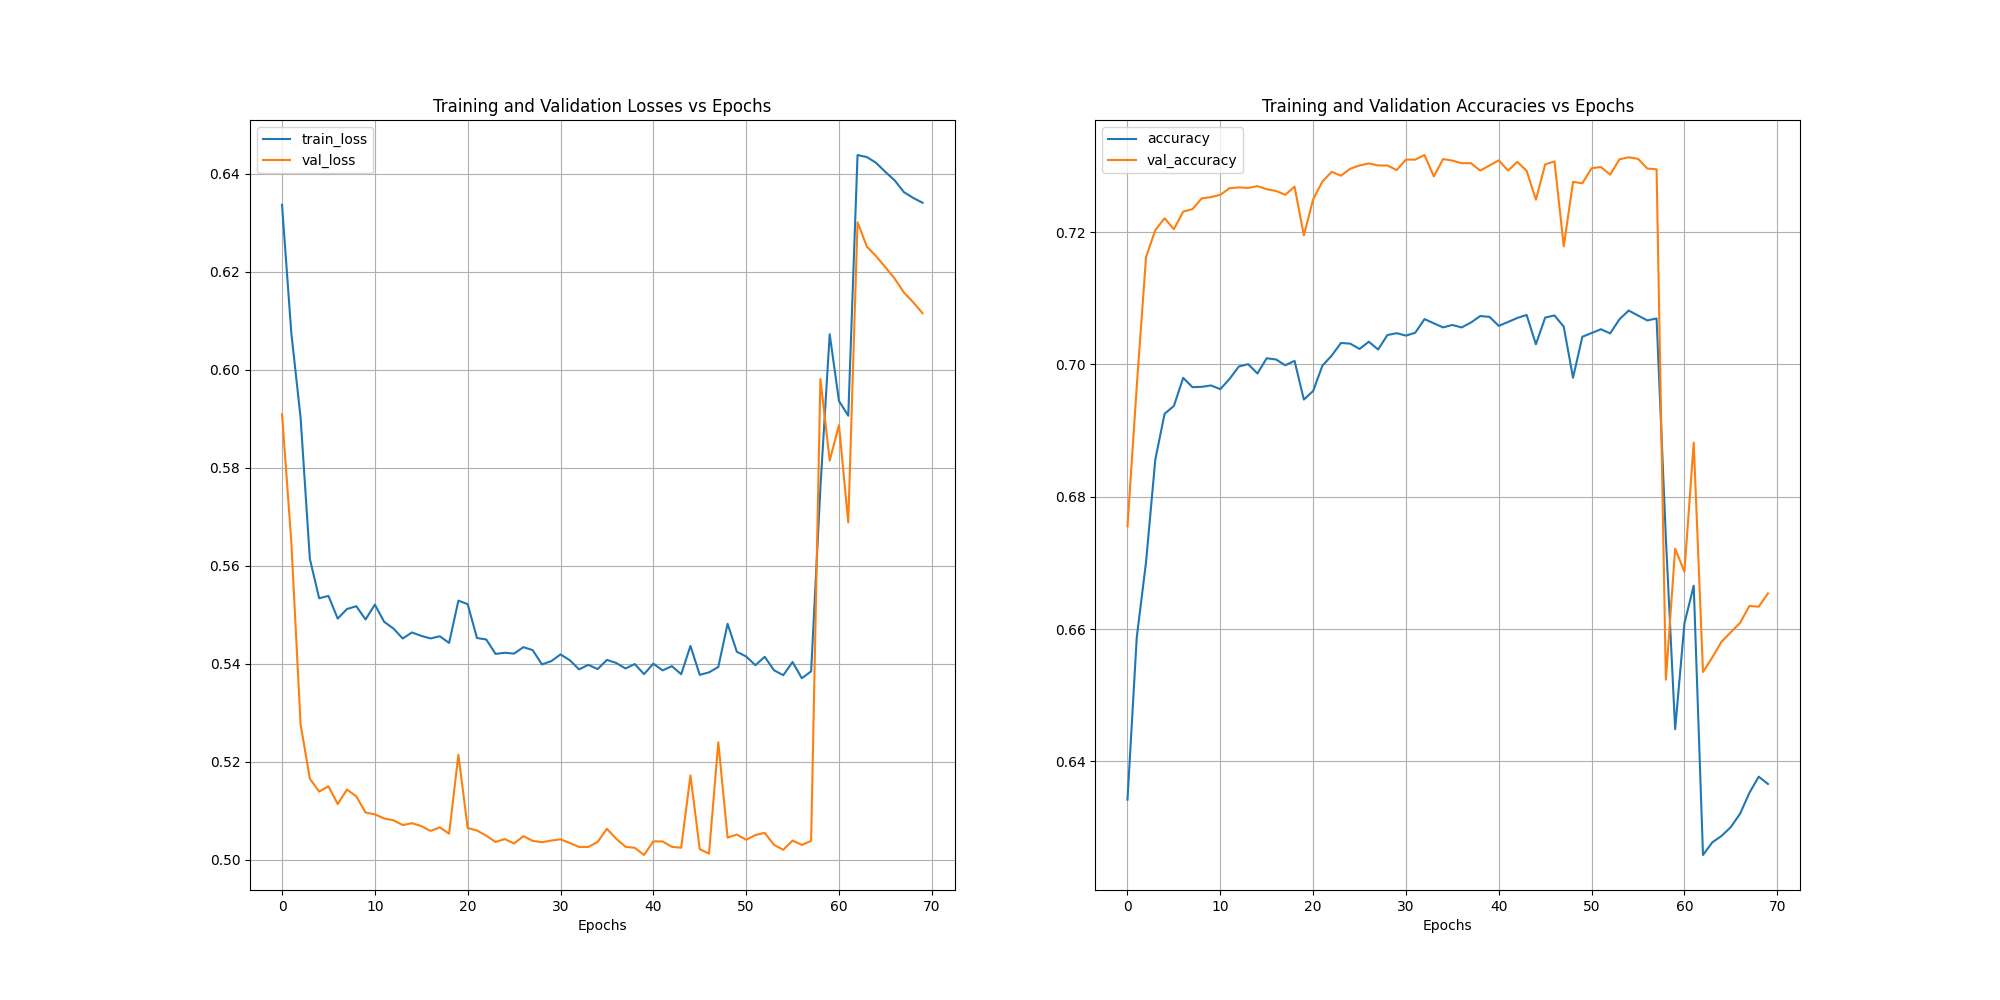 Training and Validation Losses vs Epochs
train_loss
val_loss
0.64
0.62
0.60
0.58
0.56
0.54
0.52
0.50
0 10 20 30 40 50 60 70
Epochs
Training and Validation Accuracies vs Epochs
accuracy
val_accuracy
0.72
0.70
0.68
0.66
0.64
0 10 20 30 40 50 60 70
Epochs